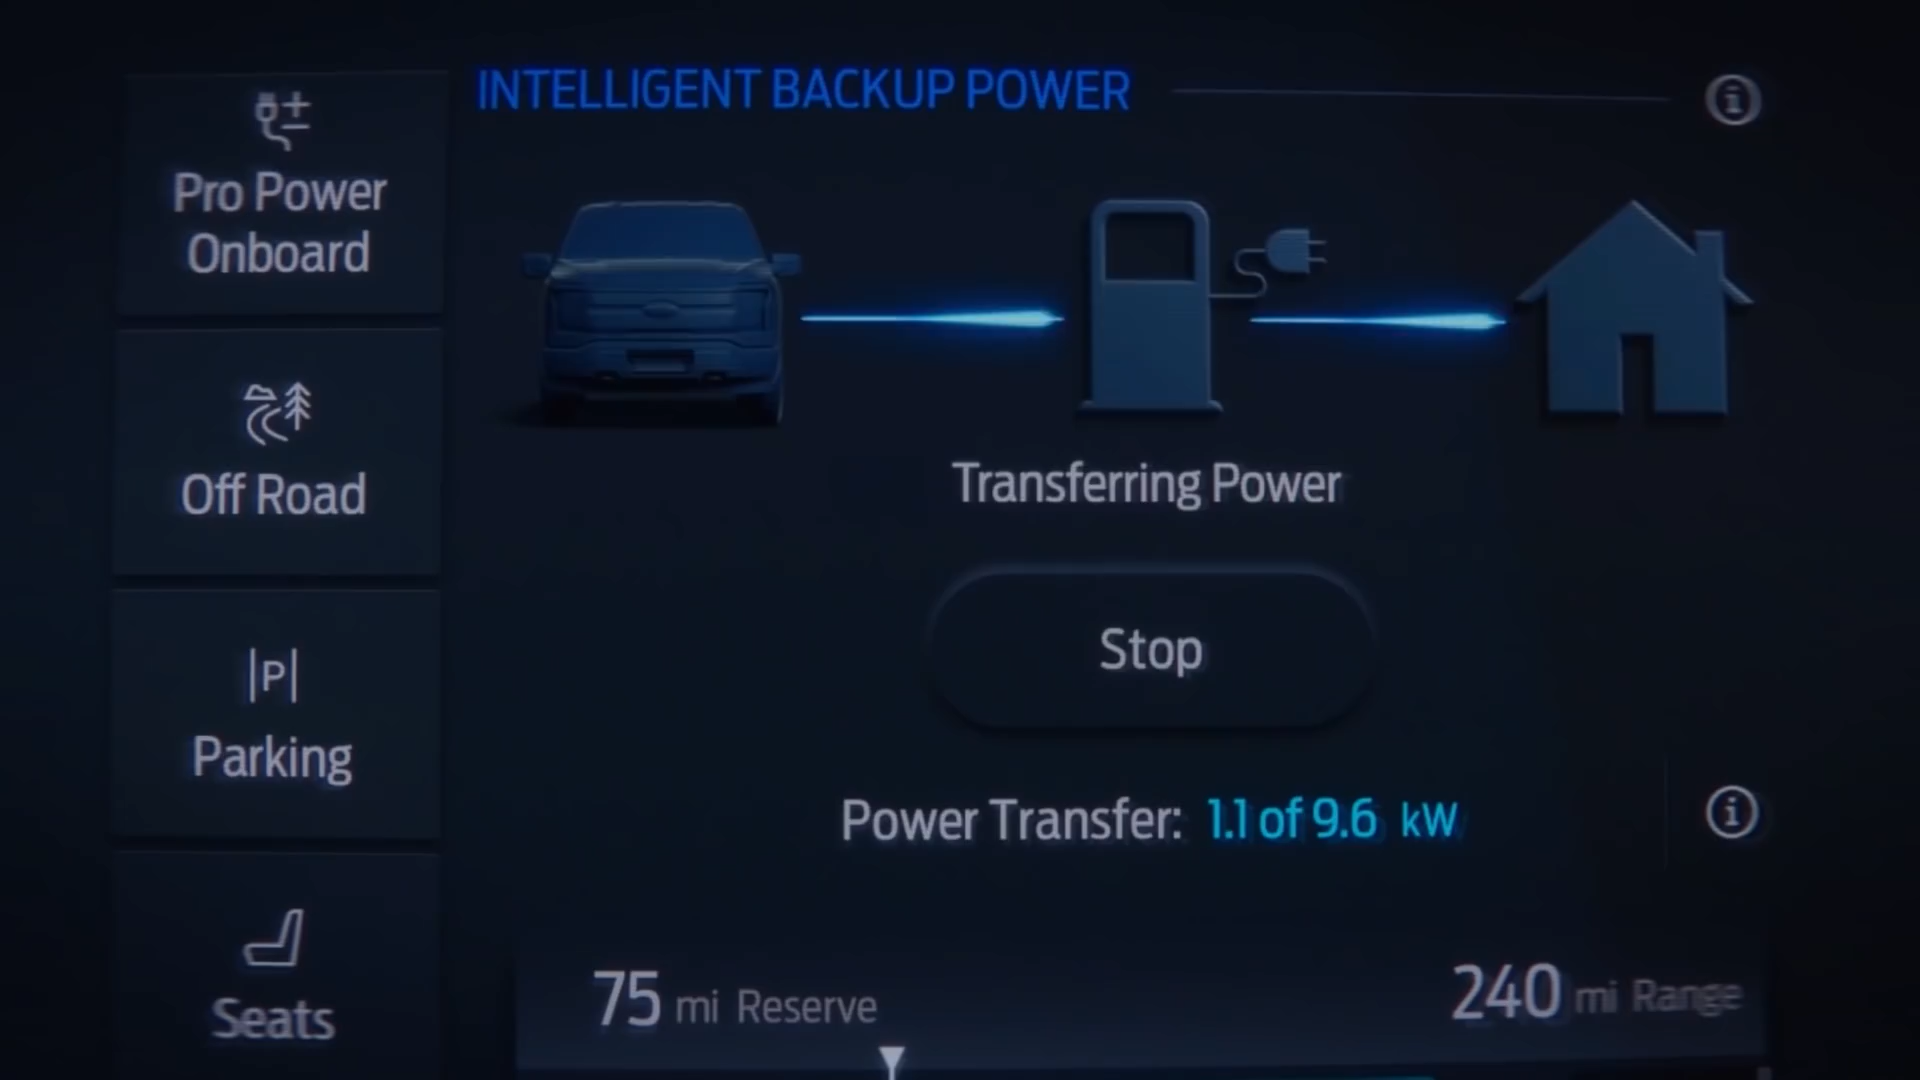 INTELLIGENT BACKUP POWER
Pro Power
Onboard
Off Road
P
Parking
Seats
Transferring Power
Stop
Power Transfer: 1.1 of 9.6 kW
75 mi Reserve
240 mi Range